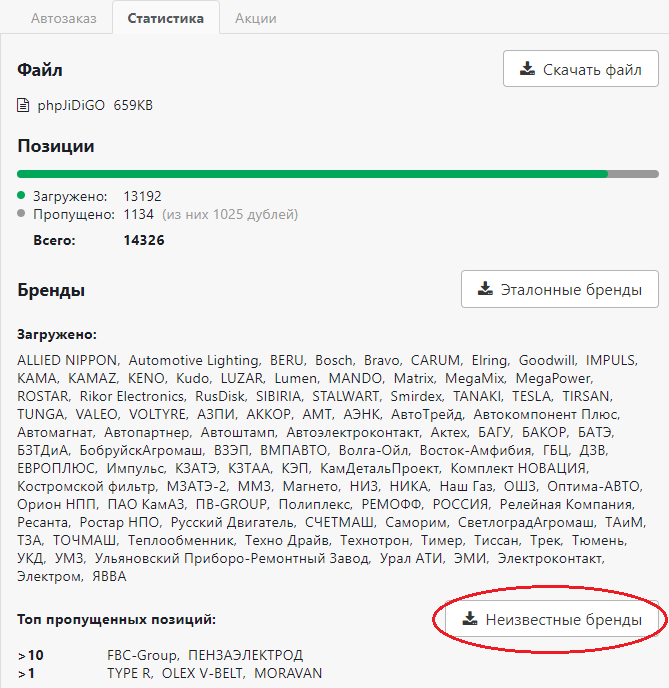 Автозаказ Статистика Акции
Файл
Скачать файл
phpJiDiGO 659KB
Позиции
Загружено: 13192
Пропущено: 1134 (из них 1025 дублей)
Всего: 14326
Бренды
Эталонные бренды
Загружено:
ALLIED NIPPON, Automotive Lighting, BERU, Bosch, Bravo, CARUM, Elring, Goodwill, IMPULS,
KAMA, KAMAZ, KENO, Kudo, LUZAR, Lumen, MANDO, Matrix, MegaMix, MegaPower,
ROSTAR, Rikor Electronics, RusDisk, SIBIRIA, STALWART, Smirdex, TANAKI, TESLA, TIRSAN,
TUNGA, VALEO, VOLTYRE, АЗПИ, АККОР, АМТ, АЭНК, АвтоТрейд, Автокомпонент Плюс,
Автомагнат, Автопартнер, Автоштамп, Автоэлектроконтакт, Актех, БАГУ, БАКОР, БАТЭ,
БЗТДиА, БобруйскАгромаш, ВЗЭП, ВМПАВТО, Волга-Ойл, Восток-Амфибия, ГБЦ, ДЗВ,
ЕВРОПЛЮС, Импульс, КЗАТЭ, КЗТАА, КЭП, КамДетальПроект, Комплект НОВАЦИЯ,
Костромской фильтр, МЗАТЭ-2, ММЗ, Магнето, НИЗ, НИКА, Наш Газ, ОШЗ, Оптима-АВТО,
Орион НПП, ПАО КамАЗ, ПВ-GROUP, Полиплекс, РЕМОФФ, РОССИЯ, Релейная Компания,
Ресанта, Ростар НПО, Русский Двигатель, СЧЕТМАШ, Саморим, СветлоградАгромаш, ТАиМ,
ТЗА, ТОЧМАШ, Теплообменник, Техно Драйв, Технотрон, Тимер, Тиссан, Трек, Тюмень,
УКД, УМЗ, Ульяновский Приборо-Ремонтный Завод, Урал АТИ, ЭМИ, Электроконтакт,
Электром, ЯВВА
Топ пропущенных позиций:
Неизвестные бренды
>10 FBC-Group, ПЕНЗАЭЛЕКТРОД
>1 TYPE R, OLEX V-BELT, MORAVAN